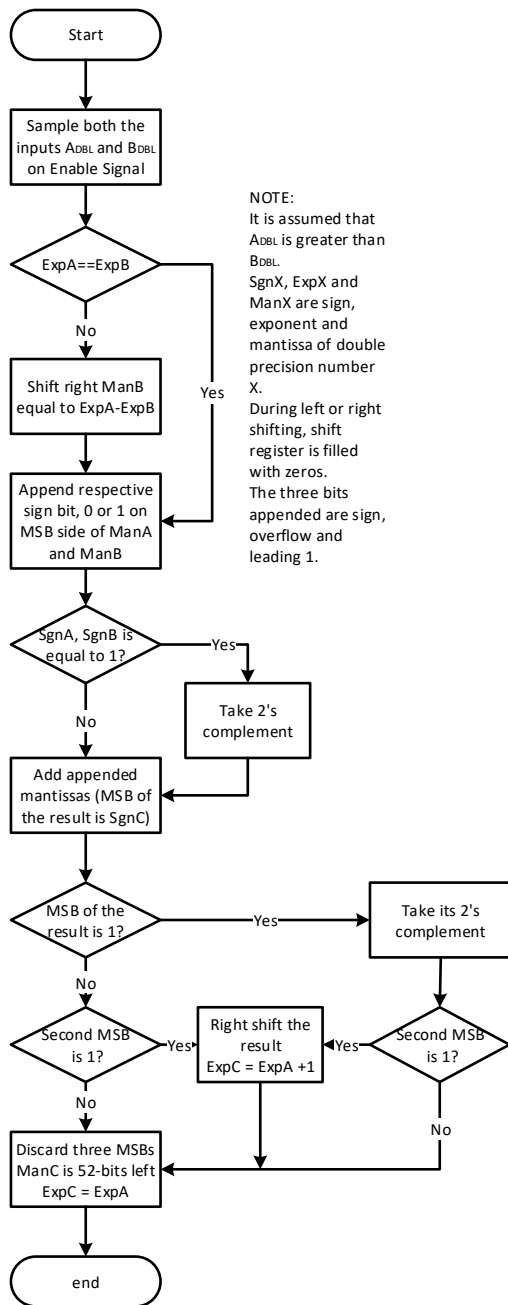 Start
Sample both the
inputs ADBL and BDBL
on Enable Signal
NOTE:
It is assumed that
ADBL is greater than
BDBL.
SgnX, ExpX and
ManX are sign,
exponent and
mantissa of double
precision number
X.
During left or right
shifting, shift
register is filled
with zeros.
The three bits
appended are sign,
overflow and
leading 1.
ExpA==ExpB
No
Yes
Shift right ManB
equal to ExpA-ExpB
Append respective
sign bit, 0 or 1 on
MSB side of ManA
and ManB
SgnA, SgnB is
equal to 1?
Yes
No
Take 2's
complement
Add appended
mantissas (MSB of
the result is SgnC)
MSB of the
result is 1?
Yes
Take its 2's
complement
No
Second MSB
is 1?
Yes
Right shift the
result
ExpC = ExpA +1
Yes
Second MSB
is 1?
No
No
Discard three MSBs
ManC is 52-bits left
ExpC = ExpA
end